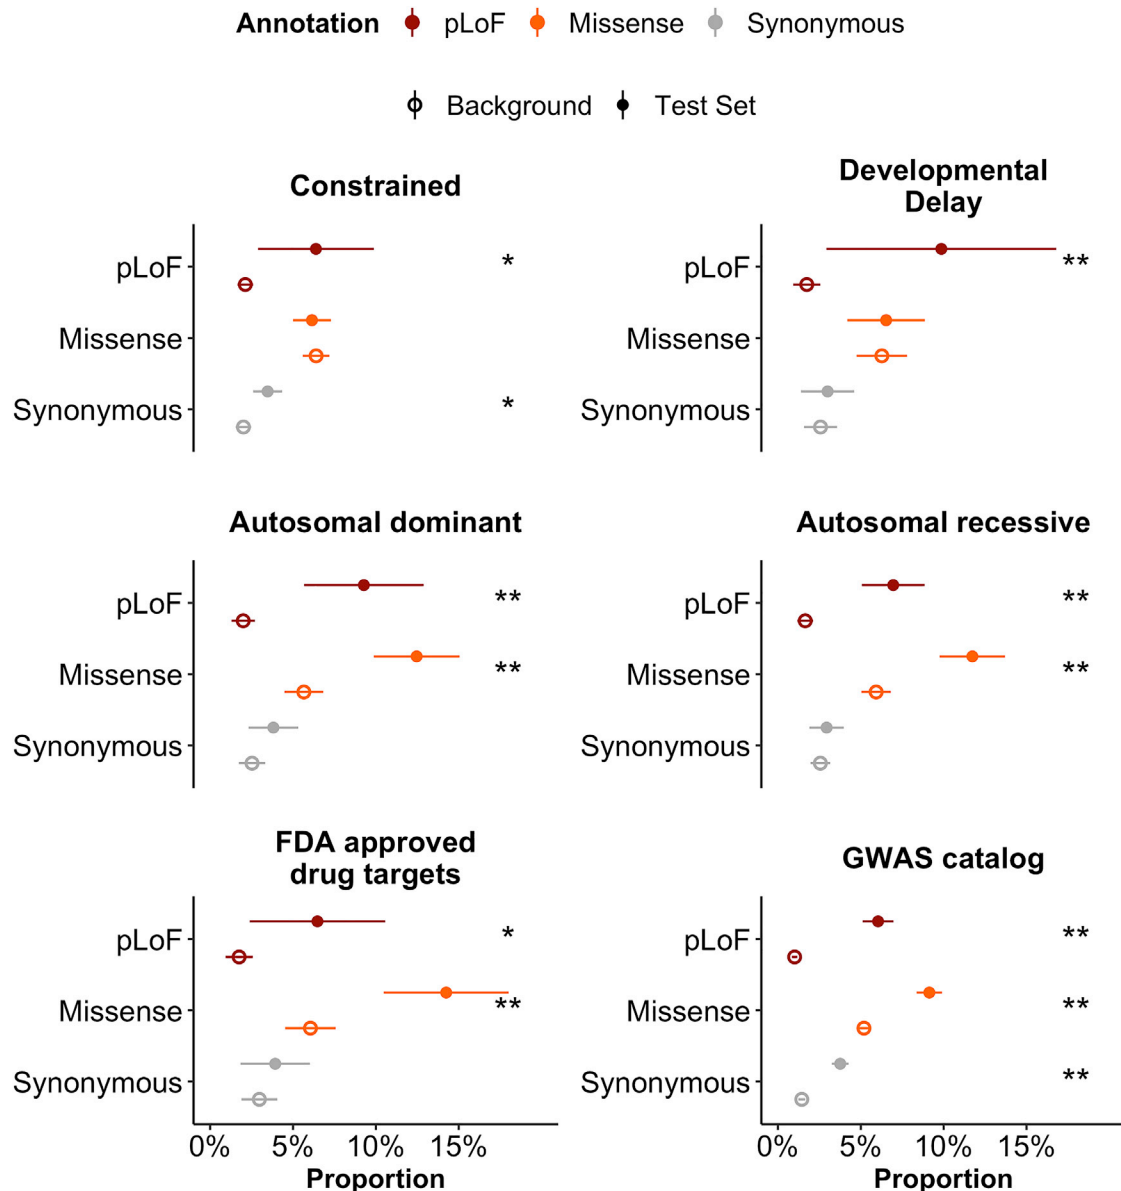 Annotation pLoF Missense Synonymous
Background Test Set
Constrained
pLoF *
Missense
Synonymous *
Developmental
Delay
pLoF **
Missense
Synonymous
Autosomal dominant
pLoF **
Missense **
Synonymous
Autosomal recessive
pLoF **
Missense **
Synonymous
FDA approved
drug targets
pLoF *
Missense **
Synonymous
0% 5% 10% 15%
Proportion
GWAS catalog
pLoF **
Missense **
Synonymous **
0% 5% 10% 15%
Proportion